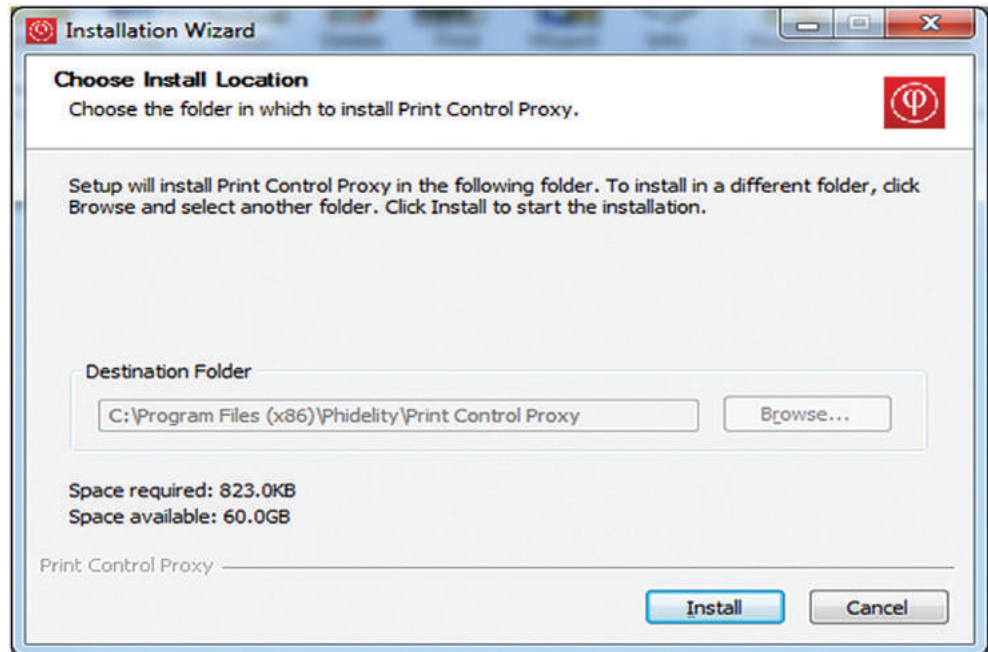 Installation Wizard
Choose Install Location
Choose the folder in which to install Print Control Proxy.
φ
Setup will install Print Control Proxy in the following folder. To install in a different folder, click
Browse and select another folder. Click Install to start the installation.
Destination Folder
C:\Program Files (x86)\Phidelity\Print Control Proxy
Browse...
Space required: 823.0KB
Space available: 60.0GB
Print Control Proxy
Install
Cancel